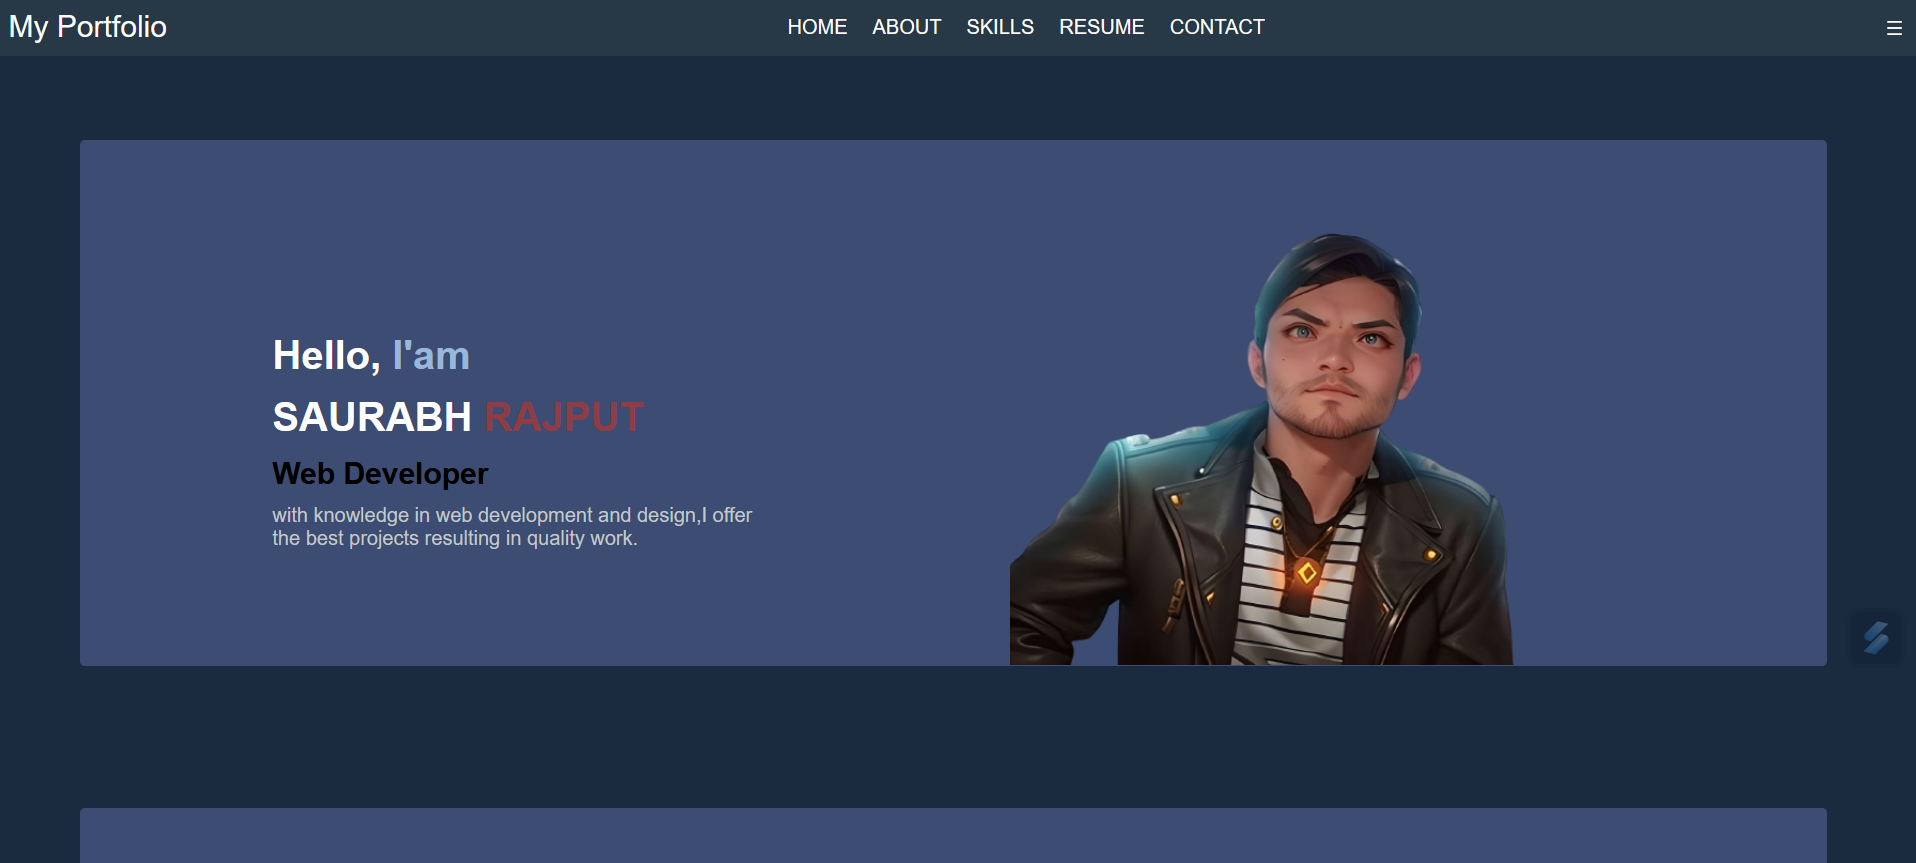 My Portfolio
HOME ABOUT SKILLS RESUME CONTACT
Hello, I'am
SAURABH RAJPUT
Web Developer
with knowledge in web development and design,I offer
the best projects resulting in quality work.